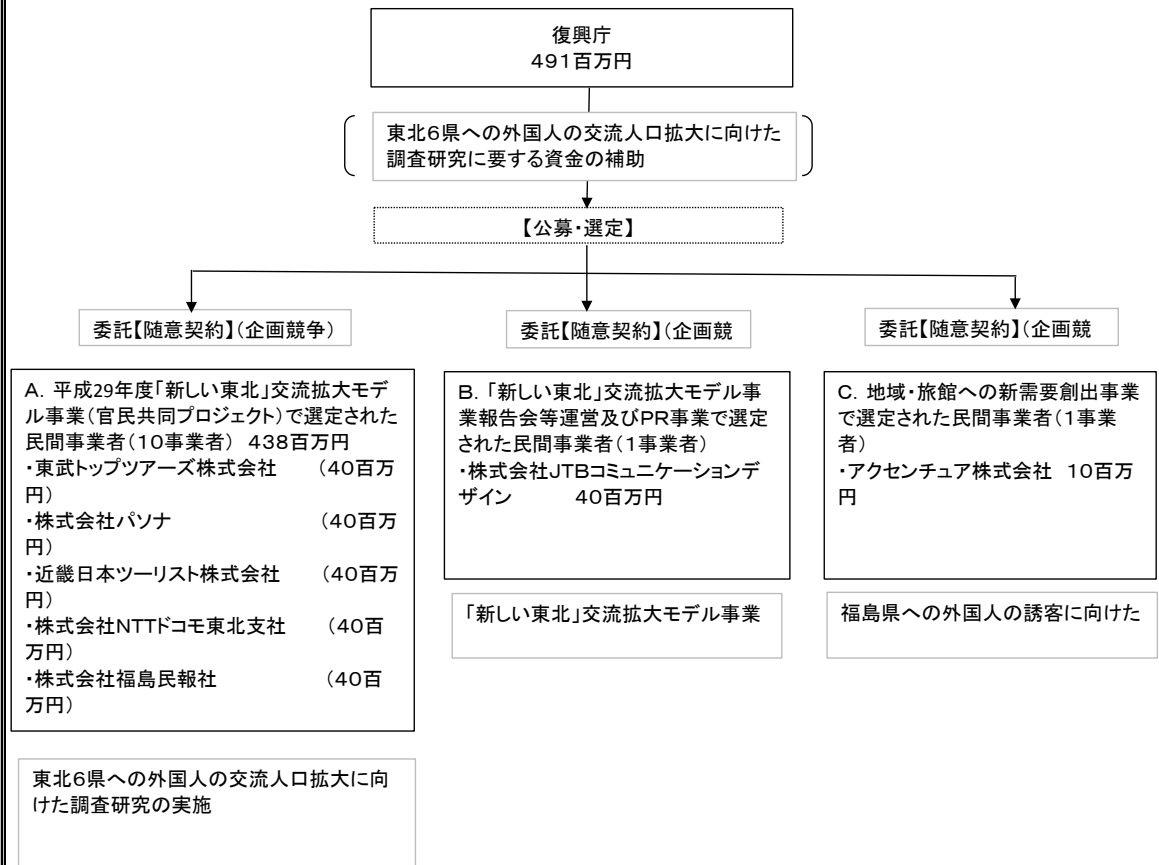 復興庁
491百万円
東北6県への外国人の交流人口拡大に向けた
調査研究に要する資金の補助
【公募・選定】
委託【随意契約】（企画競争）
委託【随意契約】（企画競
委託【随意契約】（企画競
A．平成29年度「新しい東北」交流拡大モデ
ル事業（官民共同プロジェクト）で選定された
民間事業者（10事業者） 438百万円
・東武トップツアーズ株式会社 （40百万
円）
・株式会社パソナ （40百万
円）
・近畿日本ツーリスト株式会社 （40百万
円）
・株式会社NTTドコモ東北支社 （40百
万円）
・株式会社福島民報社 （40百
万円）
東北6県への外国人の交流人口拡大に向
けた調査研究の実施
B．「新しい東北」交流拡大モデル事
業報告会等運営及びPR事業で選定
された民間事業者（1事業者）
・株式会社JTBコミュニケーションデ
ザイン 40百万円
「新しい東北」交流拡大モデル事業
C．地域・旅館への新需要創出事業
で選定された民間事業者（1事業
者）
・アクセンチュア株式会社 10百万
円
福島県への外国人の誘客に向けた